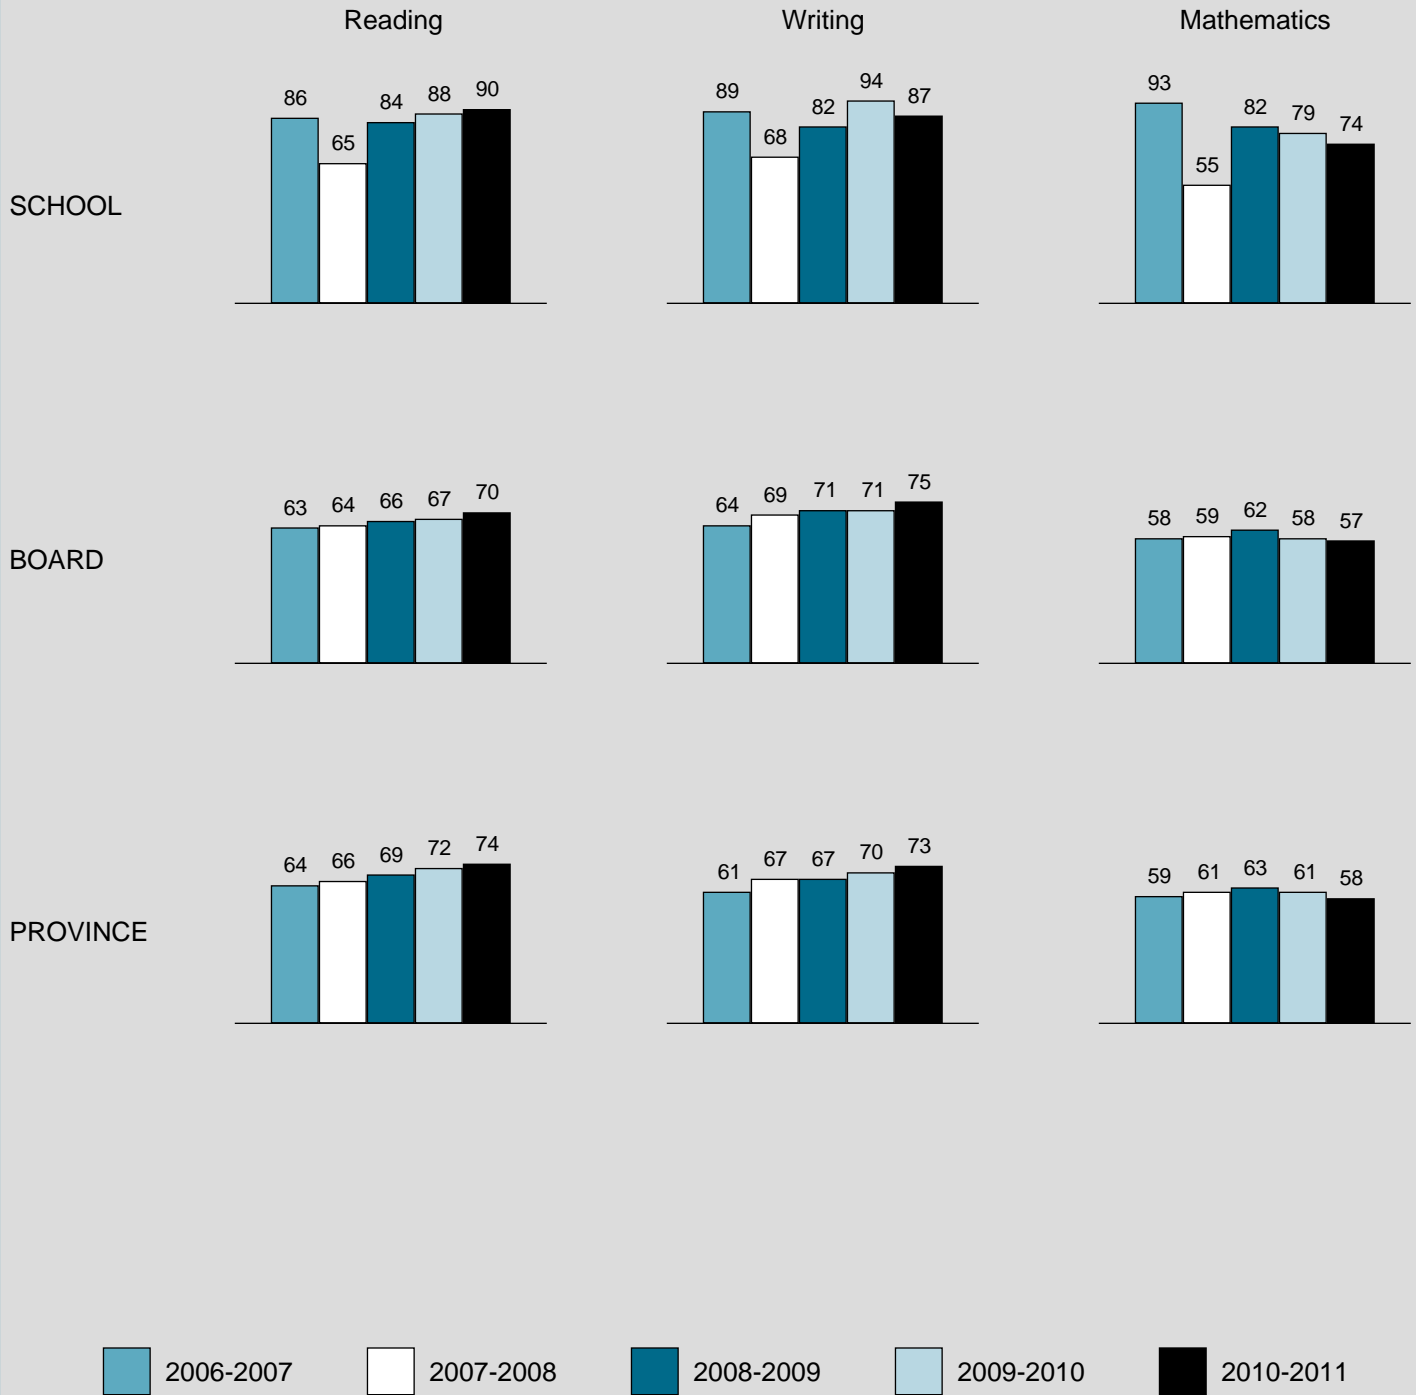 Reading Writing Mathematics
SCHOOL
86 65 84 88 90
89 68 82 94 87
93 55 82 79 74
BOARD
63 64 66 67 70
64 69 71 71 75
58 59 62 58 57
PROVINCE
64 66 69 72 74
61 67 67 70 73
59 61 63 61 58
2006-2007 2007-2008 2008-2009 2009-2010 2010-2011